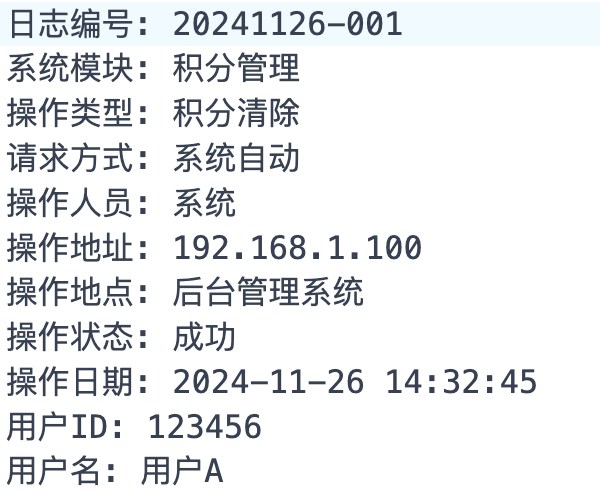 日志编号: 20241126-001
系统模块: 积分管理
操作类型: 积分清除
请求方式: 系统自动
操作人员: 系统
操作地址: 192.168.1.100
操作地点: 后台管理系统
操作状态: 成功
操作日期: 2024-11-26 14:32:45
用户ID: 123456
用户名: 用户A